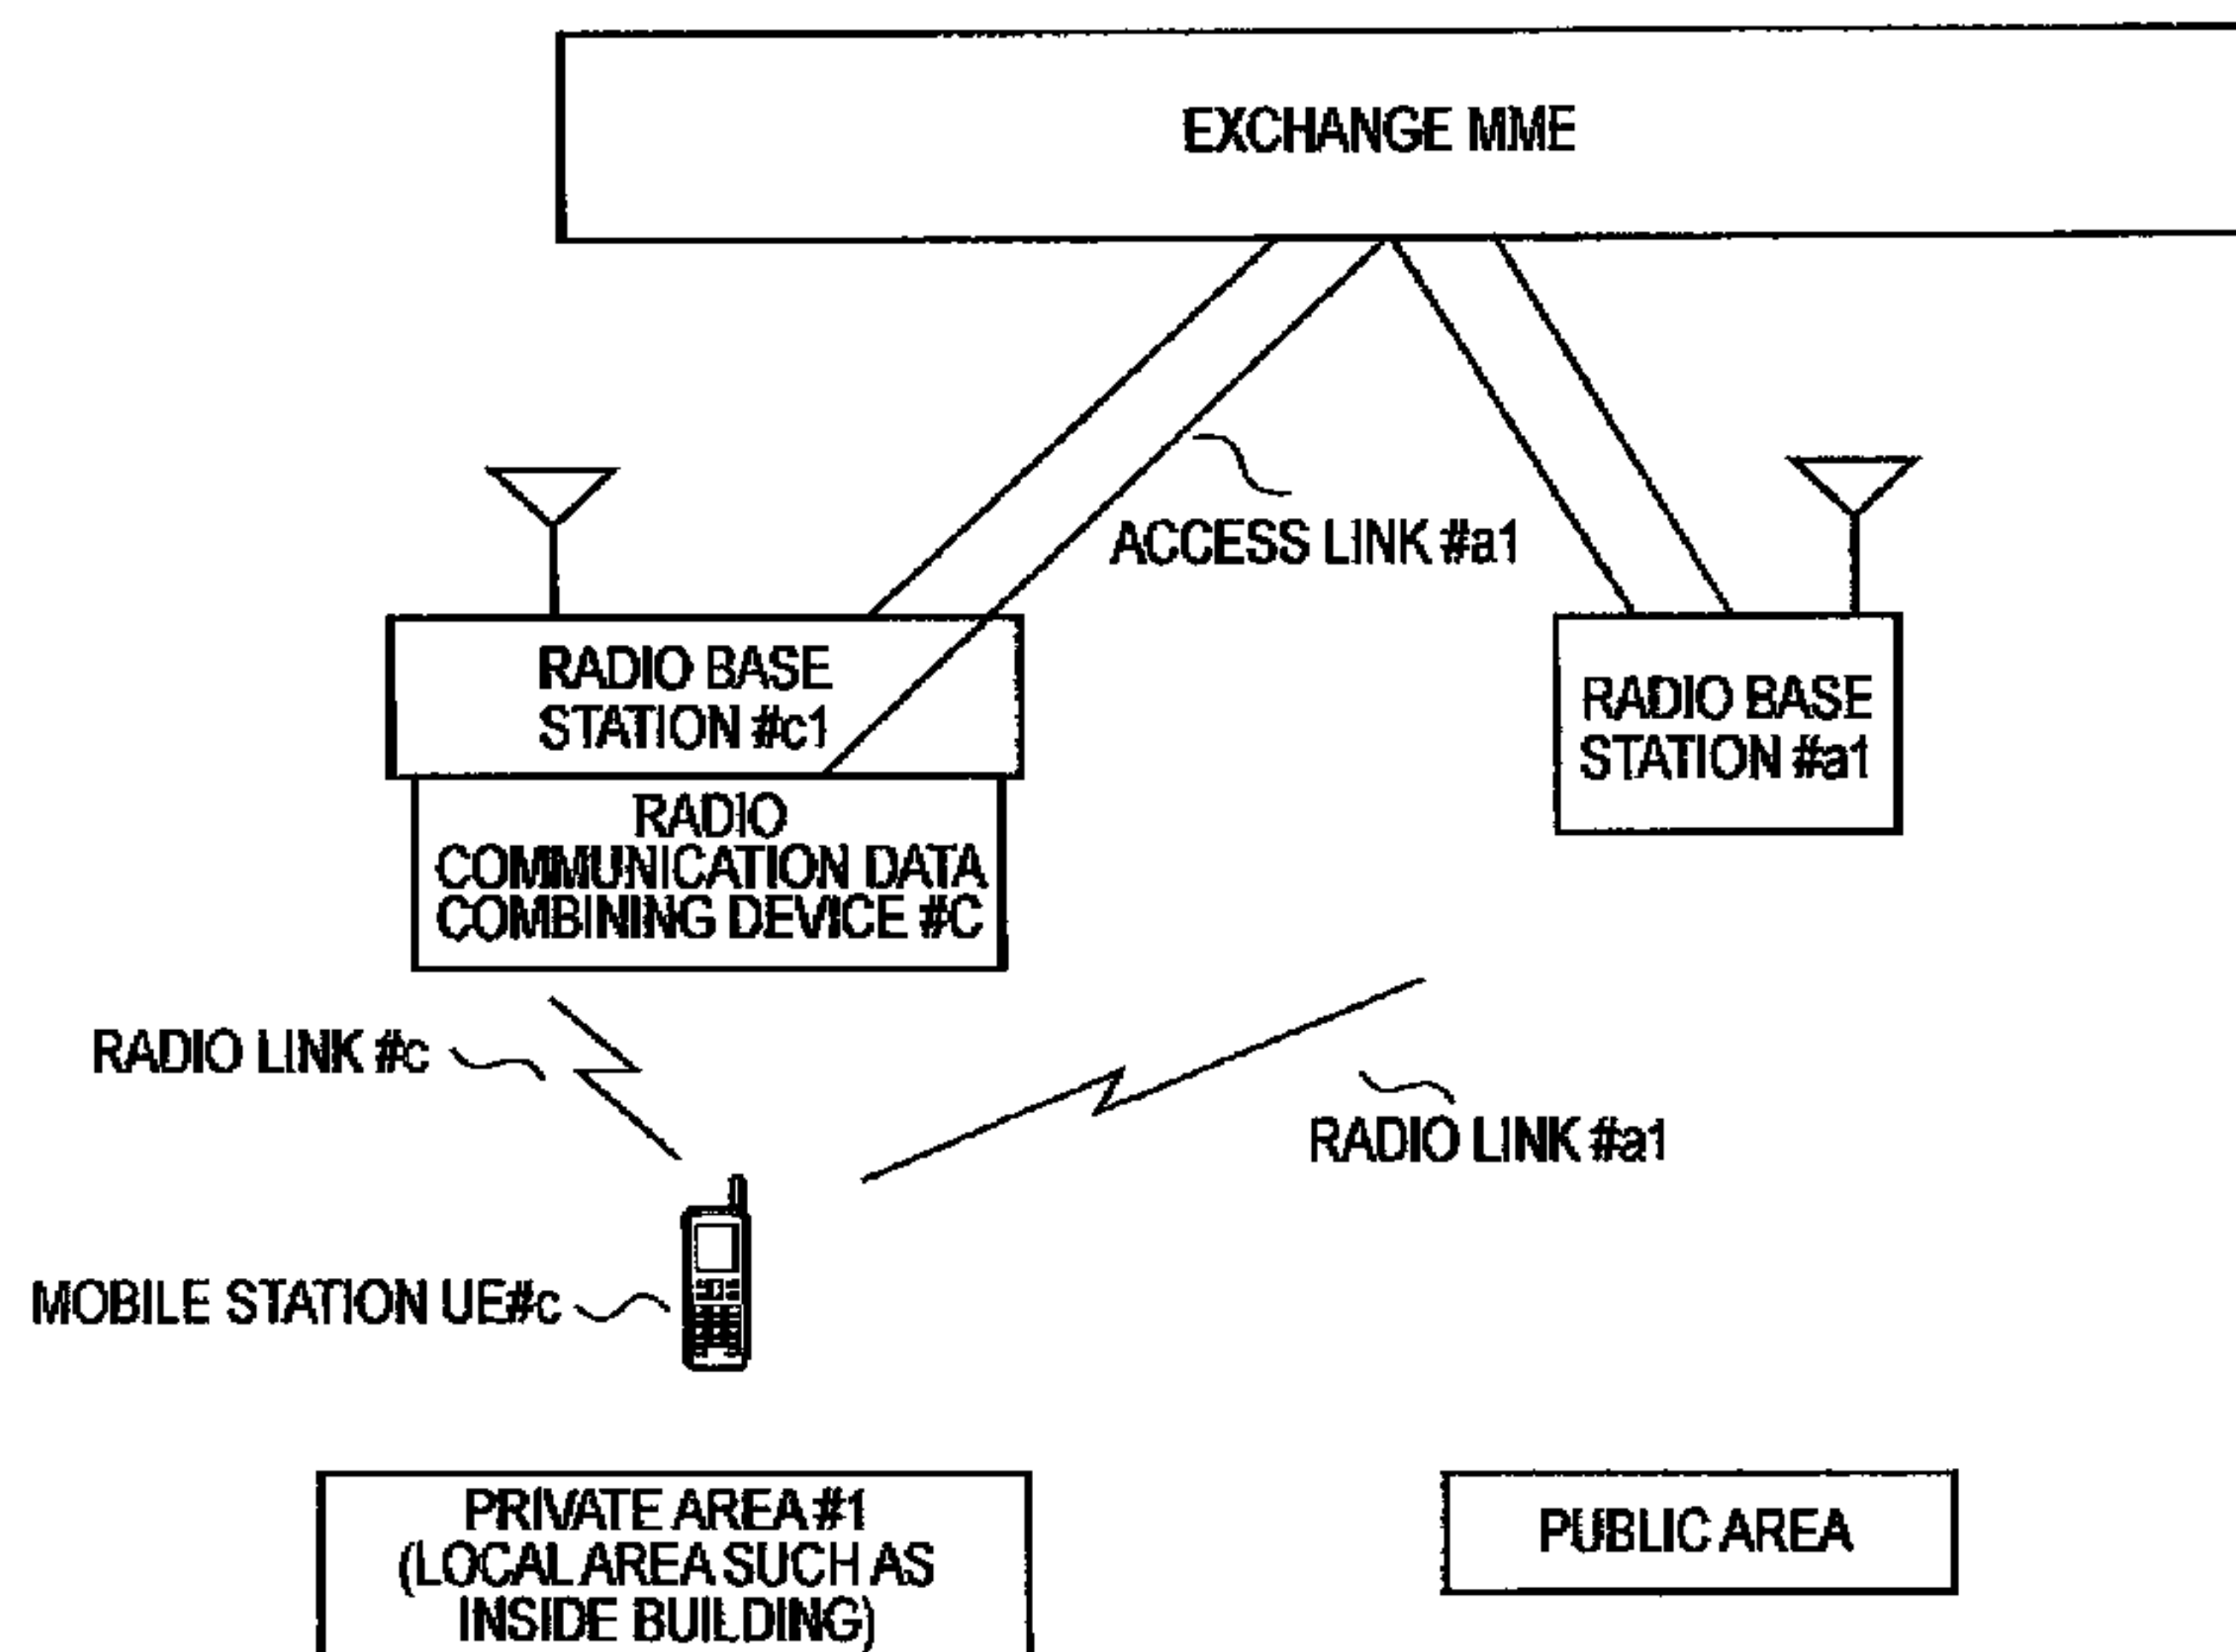 EXCHANGE MME
ACCESS LINK #a1
RADIO BASE
STATION #c1
RADIO BASE
STATION #a1
RADIO
COMMUNICATION DATA
COMBINING DEVICE #C
RADIO LINK #c
RADIO LINK #a1
MOBILE STATION UE#c
PRIVATE AREA #1
(LOCAL AREA SUCH AS
INSIDE BUILDING)
PUBLIC AREA